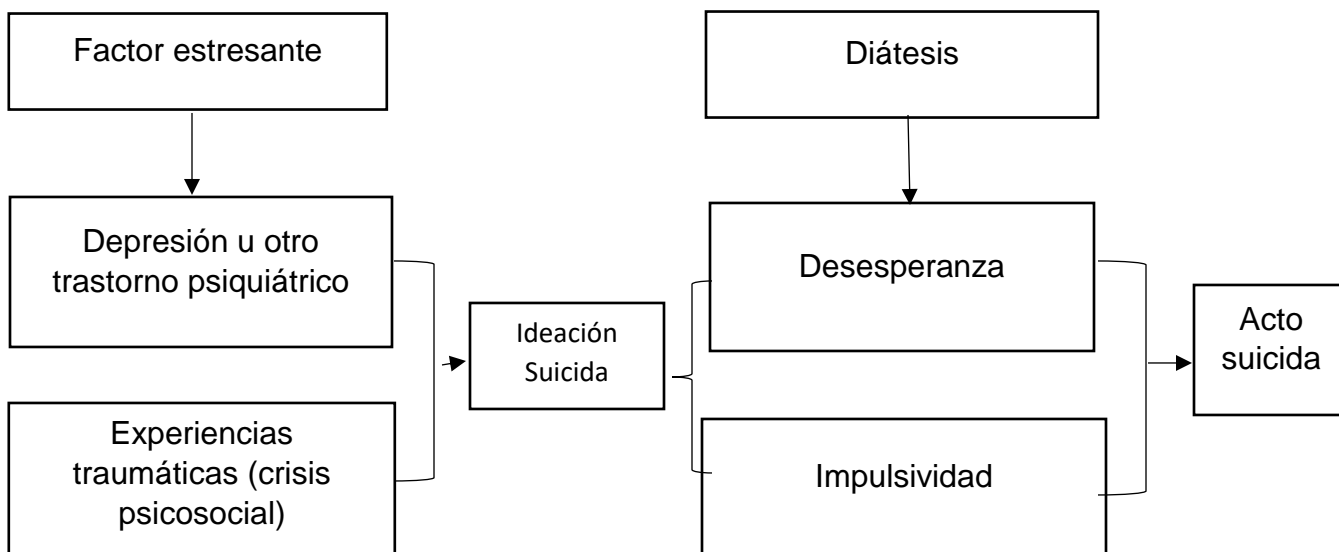 Factor estresante
Diátesis
Depresión u otro
trastorno psiquiátrico
Experiencias
traumáticas (crisis
psicosocial)
Ideación
Suicida
Desesperanza
Impulsividad
Acto
suicida